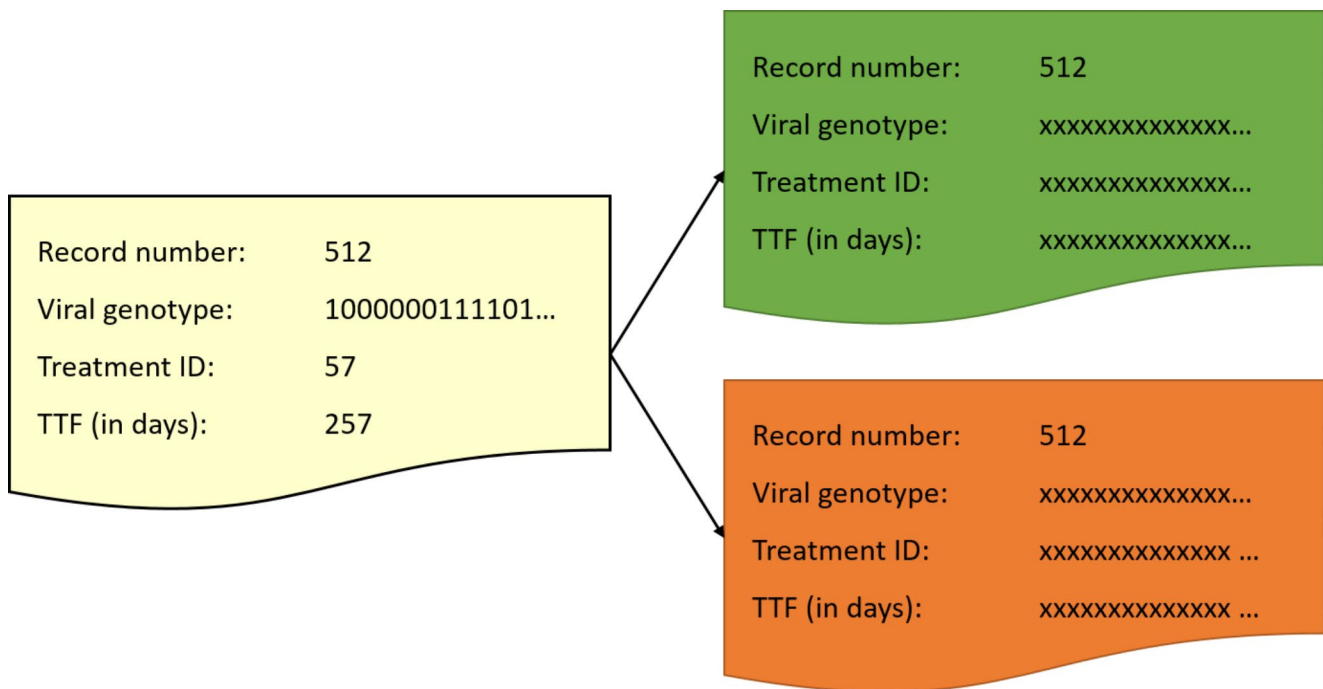 Record number: 512
Viral genotype: 1000000111101...
Treatment ID: 57
TTF (in days): 257
Record number: 512
Viral genotype: xxxxxxxxxxxxxx...
Treatment ID: xxxxxxxxxxxxxx...
TTF (in days): xxxxxxxxxxxxxx...
Record number: 512
Viral genotype: xxxxxxxxxxxxxx...
Treatment ID: xxxxxxxxxxxxxx ...
TTF (in days): xxxxxxxxxxxxxx ...